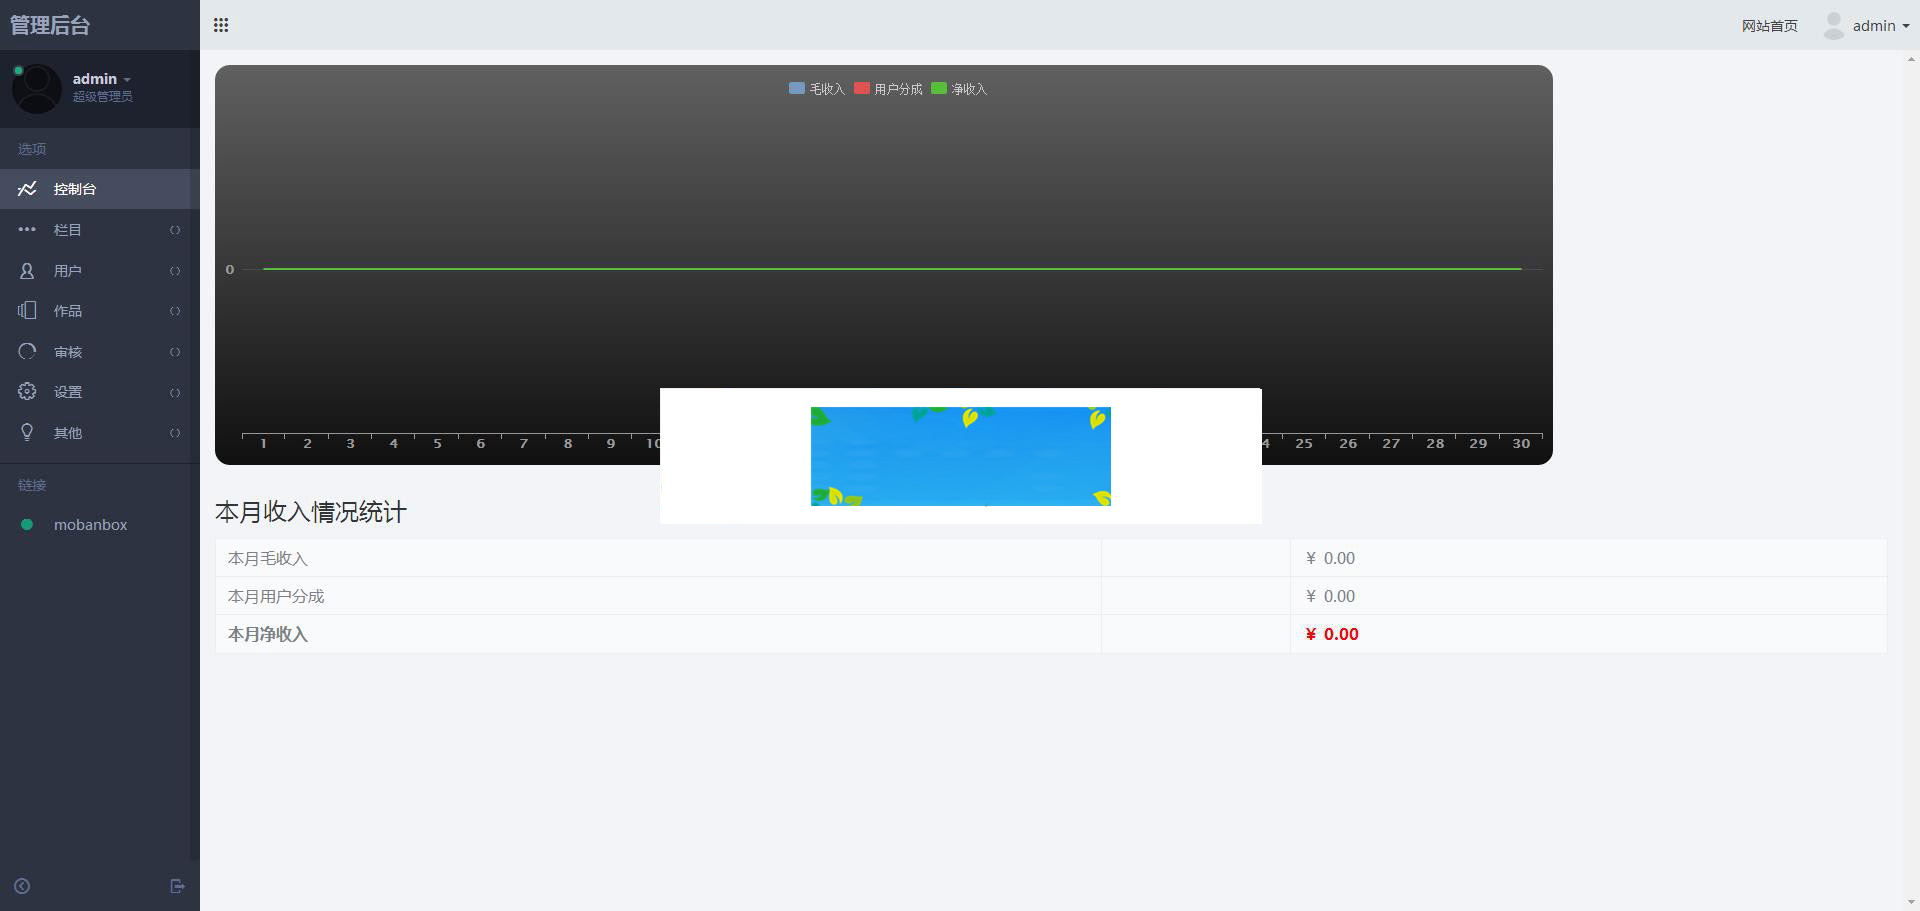 管理后台
网站首页
admin
admin
超级管理员
选项
控制台
栏目
用户
作品
审核
设置
其他
链接
mobanbox
毛收入 用户分成 净收入
0
1 2 3 4 5 6 7 8 9 10
4 25 26 27 28 29 30
本月收入情况统计
本月毛收入 ¥ 0.00
本月用户分成 ¥ 0.00
本月净收入 ¥ 0.00